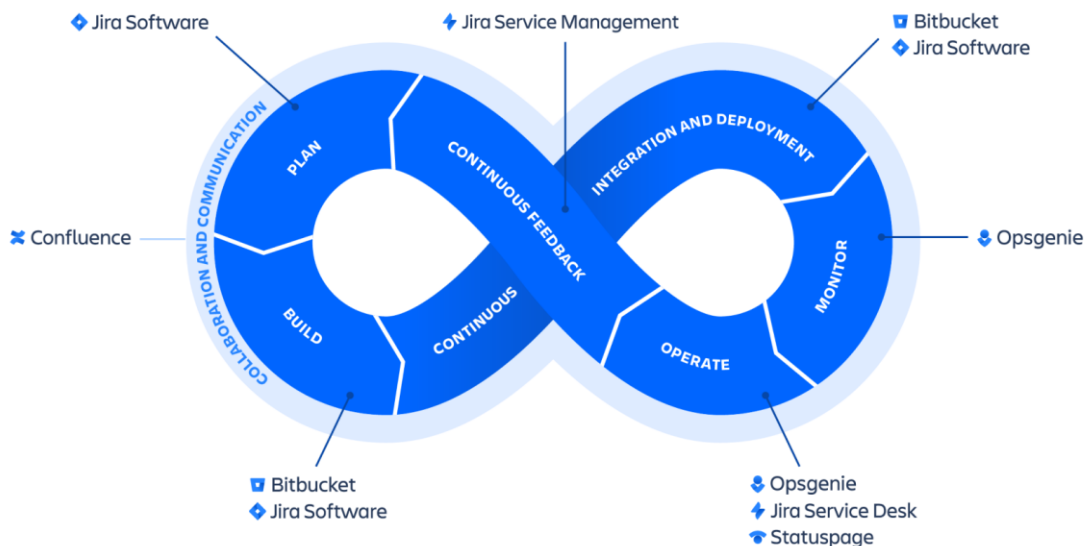 Jira Software
Jira Service Management
Bitbucket
Jira Software
COLLABORATION AND COMMUNICATION
PLAN
CONTINUOUS FEEDBACK
INTEGRATION AND DEPLOYMENT
Confluence
Opsgenie
MONITOR
BUILD
CONTINUOUS
OPERATE
Bitbucket
Jira Software
Opsgenie
Jira Service Desk
Statuspage